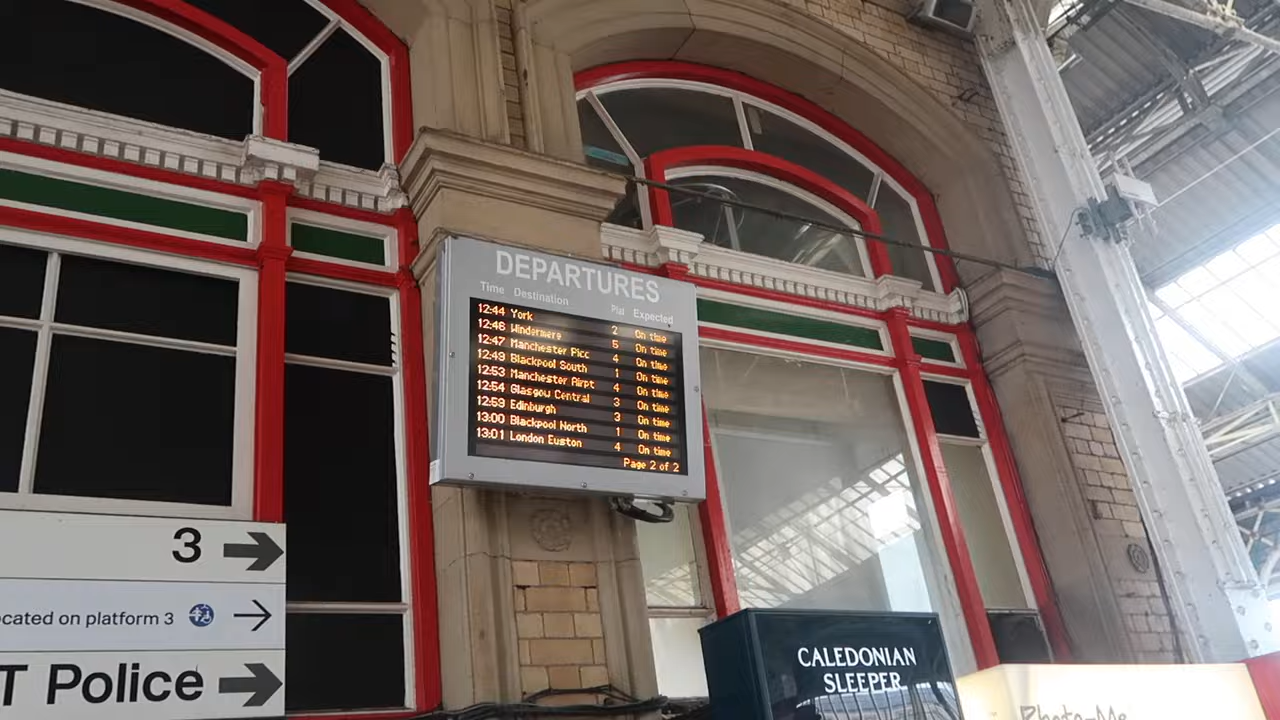 DEPARTURES
Time Destination Plat Expected
12:44 York 2 On time
12:46 Windermere 5 On time
12:47 Manchester Picc 4 On time
12:49 Blackpool South 1 On time
12:53 Manchester Airpt 4 On time
12:54 Glasgow Central 3 On time
12:59 Edinburgh 3 On time
13:00 Blackpool North 1 On time
13:01 London Euston 4 On time
Page 2 of 2
3
ocated on platform 3
T Police
CALEDONIAN
SLEEPER
Photo-Me